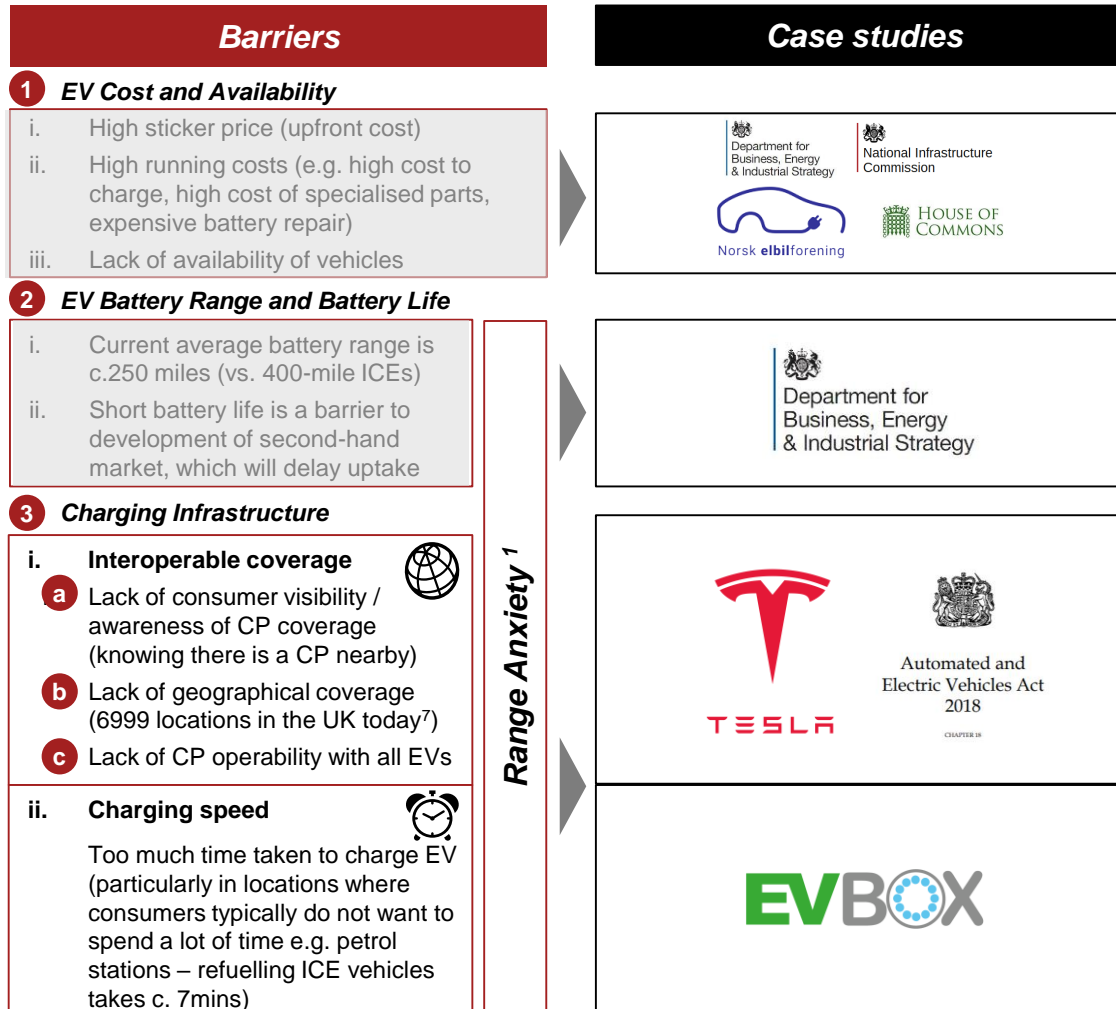 Barriers
Case studies
1 EV Cost and Availability
i. High sticker price (upfront cost)
ii. High running costs (e.g. high cost to
charge, high cost of specialised parts,
expensive battery repair)
iii. Lack of availability of vehicles
Department for
Business, Energy
& Industrial Strategy
National Infrastructure
Commission
Norsk elbilforening
HOUSE OF
COMMONS
2 EV Battery Range and Battery Life
i. Current average battery range is
c.250 miles (vs. 400-mile ICEs)
ii. Short battery life is a barrier to
development of second-hand
market, which will delay uptake
Department for
Business, Energy
& Industrial Strategy
3 Charging Infrastructure
i. Interoperable coverage
a Lack of consumer visibility /
awareness of CP coverage
(knowing there is a CP nearby)
b Lack of geographical coverage
(6999 locations in the UK today⁷)
c Lack of CP operability with all EVs
ii. Charging speed
Too much time taken to charge EV
(particularly in locations where
consumers typically do not want to
spend a lot of time e.g. petrol
stations – refuelling ICE vehicles
takes c. 7mins)
Range Anxiety ¹
TESLA
Automated and
Electric Vehicles Act
2018
CHAPTER 18
EVBOX